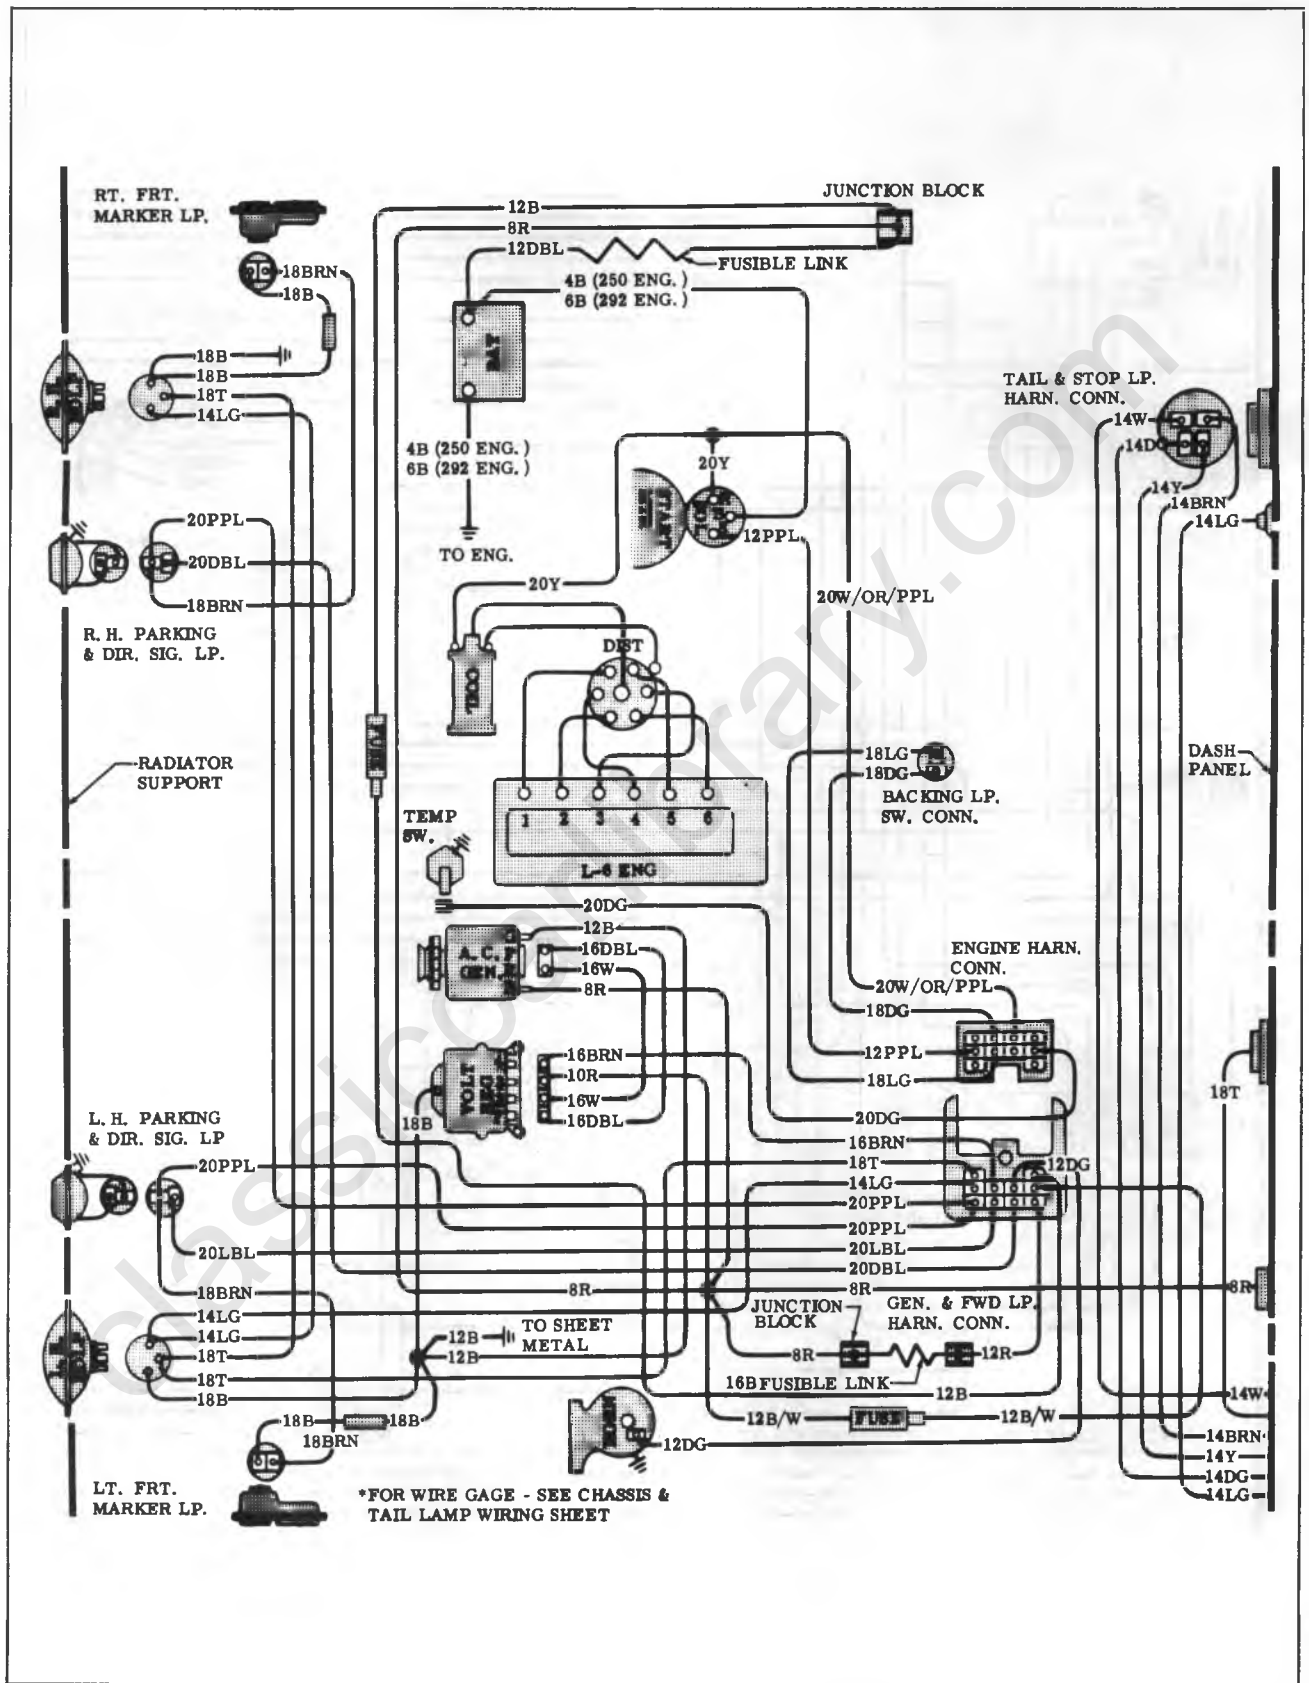 RT. FRT.
MARKER LP.
18BRN
18B
18B
18B
18T
14LG
20PPL
20DBL
18BRN
R. H. PARKING
& DIR. SIG. LP.
RADIATOR
SUPPORT
12B
8R
12DBL
FUSIBLE LINK
JUNCTION BLOCK
4B (250 ENG. )
6B (292 ENG. )
BAT
4B (250 ENG. )
6B (292 ENG. )
TO ENG.
20Y
12PPL
20Y
20W/OR/PPL
COIL
DIST
FUSE
1 2 3 4 5 6
L-6 ENG
TAIL & STOP LP.
HARN. CONN.
14W
14D
14Y
14BRN
14LG
DASH
PANEL
18LG
18DG
BACKING LP.
SW. CONN.
TEMP
SW.
20DG
12B
16DBL
16W
8R
A. C.
GEN.
16BRN
10R
16W
16DBL
VOLT
REG
18B
ENGINE HARN.
CONN.
20W/OR/PPL
18DG
12PPL
18LG
20DG
16BRN
18T
14LG
20PPL
20PPL
20LBL
20DBL
8R
12DG
18T
8R
L. H. PARKING
& DIR. SIG. LP
20PPL
20LBL
18BRN
14LG
14LG
18T
18T
18B
8R
12B
12B
TO SHEET
METAL
JUNCTION
BLOCK
GEN. & FWD LP.
HARN. CONN.
8R
12R
16B FUSIBLE LINK
12B
12B/W
FUSE
12B/W
HORN
12DG
18B
18B
18BRN
14W
14BRN
14Y
14DG
14LG
LT. FRT.
MARKER LP.
*FOR WIRE GAGE - SEE CHASSIS &
TAIL LAMP WIRING SHEET
classiccarlibrary.com